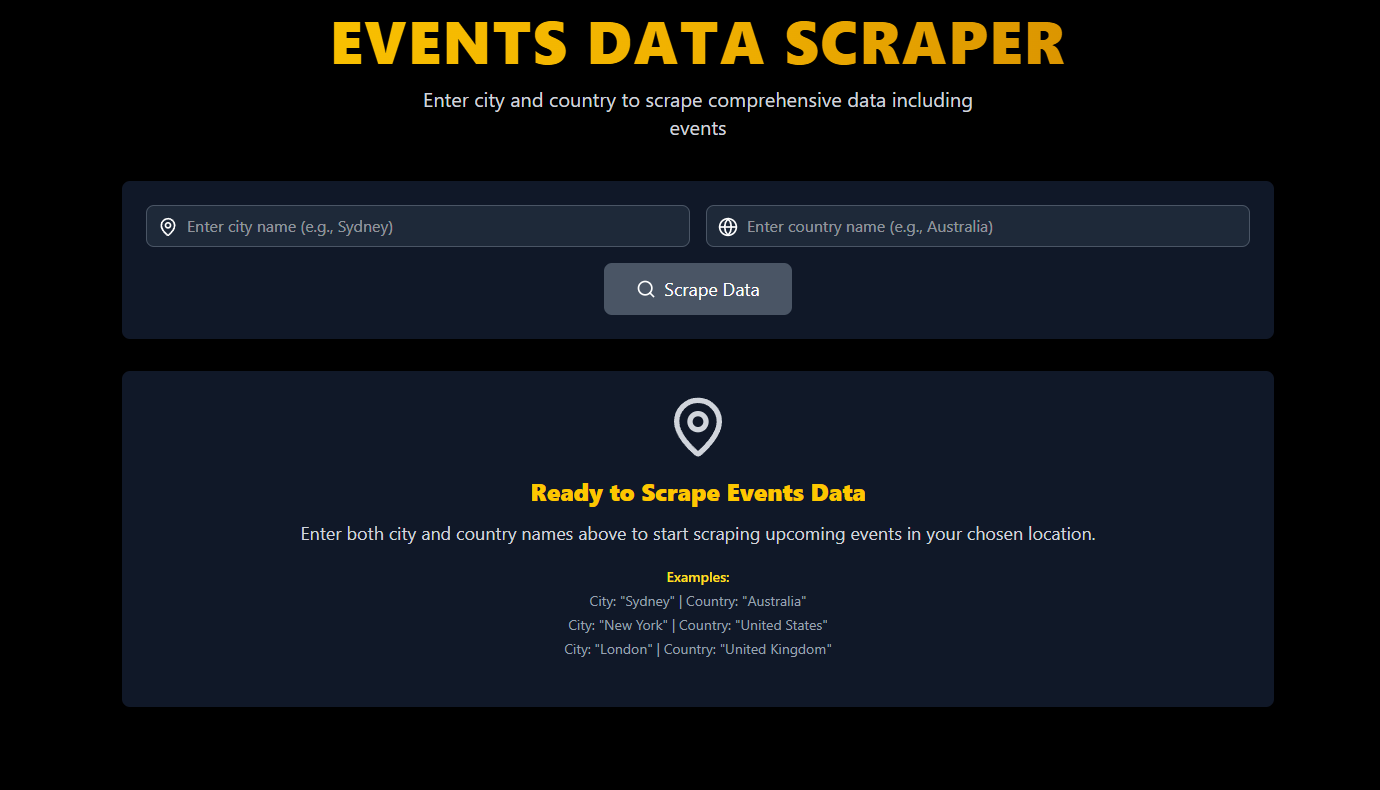 EVENTS DATA SCRAPER
Enter city and country to scrape comprehensive data including
events
Enter city name (e.g., Sydney)
Enter country name (e.g., Australia)
Scrape Data
Ready to Scrape Events Data
Enter both city and country names above to start scraping upcoming events in your chosen location.
Examples:
City: "Sydney" | Country: "Australia"
City: "New York" | Country: "United States"
City: "London" | Country: "United Kingdom"